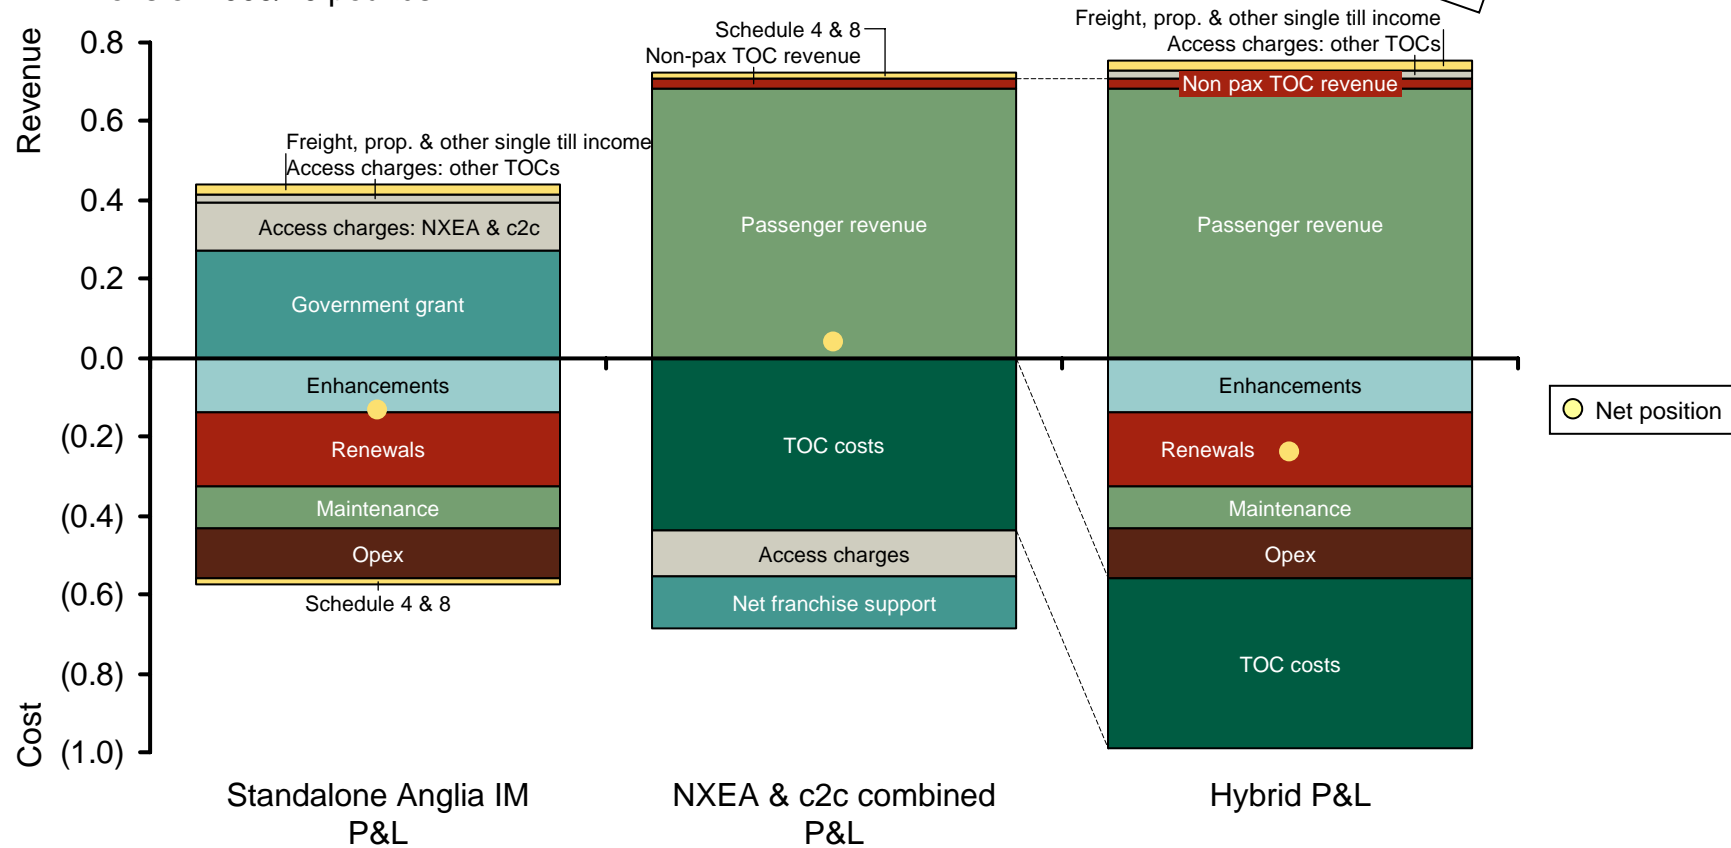 Revenue
Cost
0.8
0.6
0.4
0.2
0.0
(0.2)
(0.4)
(0.6)
(0.8)
(1.0)
Freight, prop. & other single till income
Access charges: other TOCs
Access charges: NXEA & c2c
Government grant
Enhancements
Renewals
Maintenance
Opex
Schedule 4 & 8
Standalone Anglia IM
P&L
Schedule 4 & 8
Non-pax TOC revenue
Passenger revenue
TOC costs
Access charges
Net franchise support
NXEA & c2c combined
P&L
Freight, prop. & other single till income
Access charges: other TOCs
Non pax TOC revenue
Passenger revenue
Enhancements
Renewals
Maintenance
Opex
TOC costs
Hybrid P&L
Net position